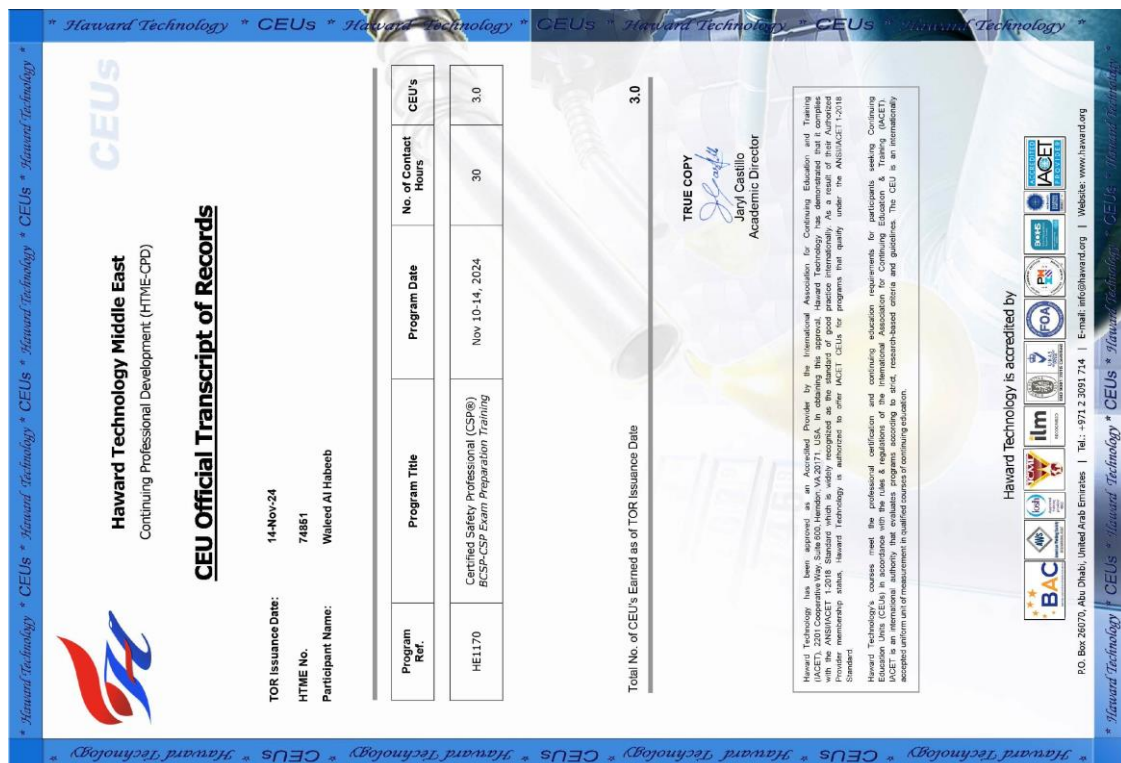 * Haward Technology * CEUs * Haward Technology * CEUs * Haward Technology * CEUs * Haward Technology *
CEUs
Haward Technology Middle East
Continuing Professional Development (HTME-CPD)
CEU Official Transcript of Records
TOR Issuance Date: 14-Nov-24
HTME No. 74851
Participant Name: Waleed Al Habeeb
Program Ref. Program Title Program Date No. of Contact Hours CEU's
HE1170 Certified Safety Professional (CSP®) Nov 10-14, 2024 30 3.0
BCSP-CSP Exam Preparation Training
Total No. of CEU's Earned as of TOR Issuance Date 3.0
TRUE COPY
Jaryl Castillo
Academic Director
Haward Technology has been approved as an Accredited Provider by the International Association for Continuing Education and Training
(IACET), 2201 Cooperative Way, Suite 600, Herndon, VA 20171, USA. In obtaining this approval, Haward Technology has demonstrated that it complies
with the ANSI/IACET 1-2018 Standard which is widely recognized as the standard of good practice internationally. As a result of their Authorized
Provider membership status, Haward Technology is authorized to offer IACET CEUs for programs that qualify under the ANSI/IACET 1-2018
Standard.
Haward Technology's courses meet the professional certification and continuing education requirements for participants seeking Continuing
Education Units (CEUs) in accordance with the rules & regulations of the International Association for Continuing Education & Training (IACET).
IACET is an international authority that evaluates programs according to strict, research-based criteria and guidelines. The CEU is an internationally
accepted uniform unit of measurement in qualified courses of continuing education.
Haward Technology is accredited by
BAC AWS iosh ilm FOA ACCREDITED IACET PROVIDER
P.O. Box 26070, Abu Dhabi, United Arab Emirates | Tel.: +971 2 3091 714 | E-mail: info@haward.org | Website: www.haward.org